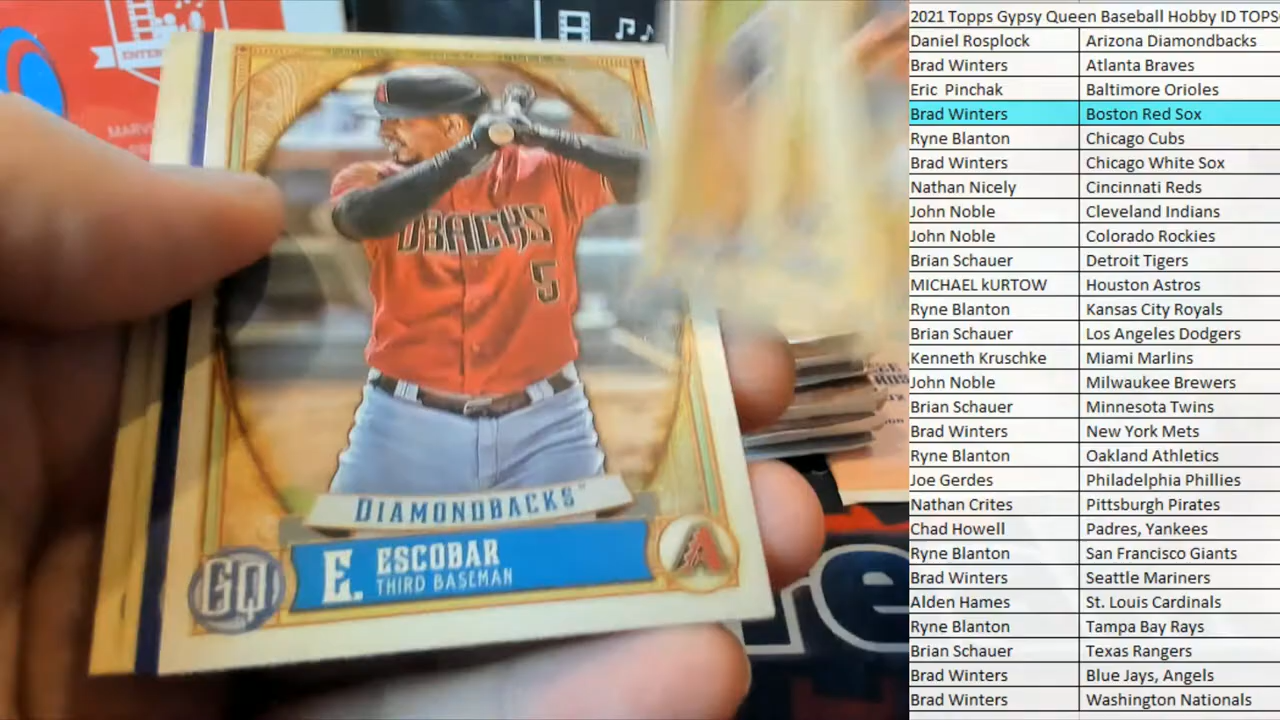 ENTER
MARV
DBACKS
5
DIAMONDBACKS
GQ
E. ESCOBAR
THIRD BASEMAN
A
re
2021 Topps Gypsy Queen Baseball Hobby ID TOPS
Daniel Rosplock Arizona Diamondbacks
Brad Winters Atlanta Braves
Eric Pinchak Baltimore Orioles
Brad Winters Boston Red Sox
Ryne Blanton Chicago Cubs
Brad Winters Chicago White Sox
Nathan Nicely Cincinnati Reds
John Noble Cleveland Indians
John Noble Colorado Rockies
Brian Schauer Detroit Tigers
MICHAEL kURTOW Houston Astros
Ryne Blanton Kansas City Royals
Brian Schauer Los Angeles Dodgers
Kenneth Kruschke Miami Marlins
John Noble Milwaukee Brewers
Brian Schauer Minnesota Twins
Brad Winters New York Mets
Ryne Blanton Oakland Athletics
Joe Gerdes Philadelphia Phillies
Nathan Crites Pittsburgh Pirates
Chad Howell Padres, Yankees
Ryne Blanton San Francisco Giants
Brad Winters Seattle Mariners
Alden Hames St. Louis Cardinals
Ryne Blanton Tampa Bay Rays
Brian Schauer Texas Rangers
Brad Winters Blue Jays, Angels
Brad Winters Washington Nationals